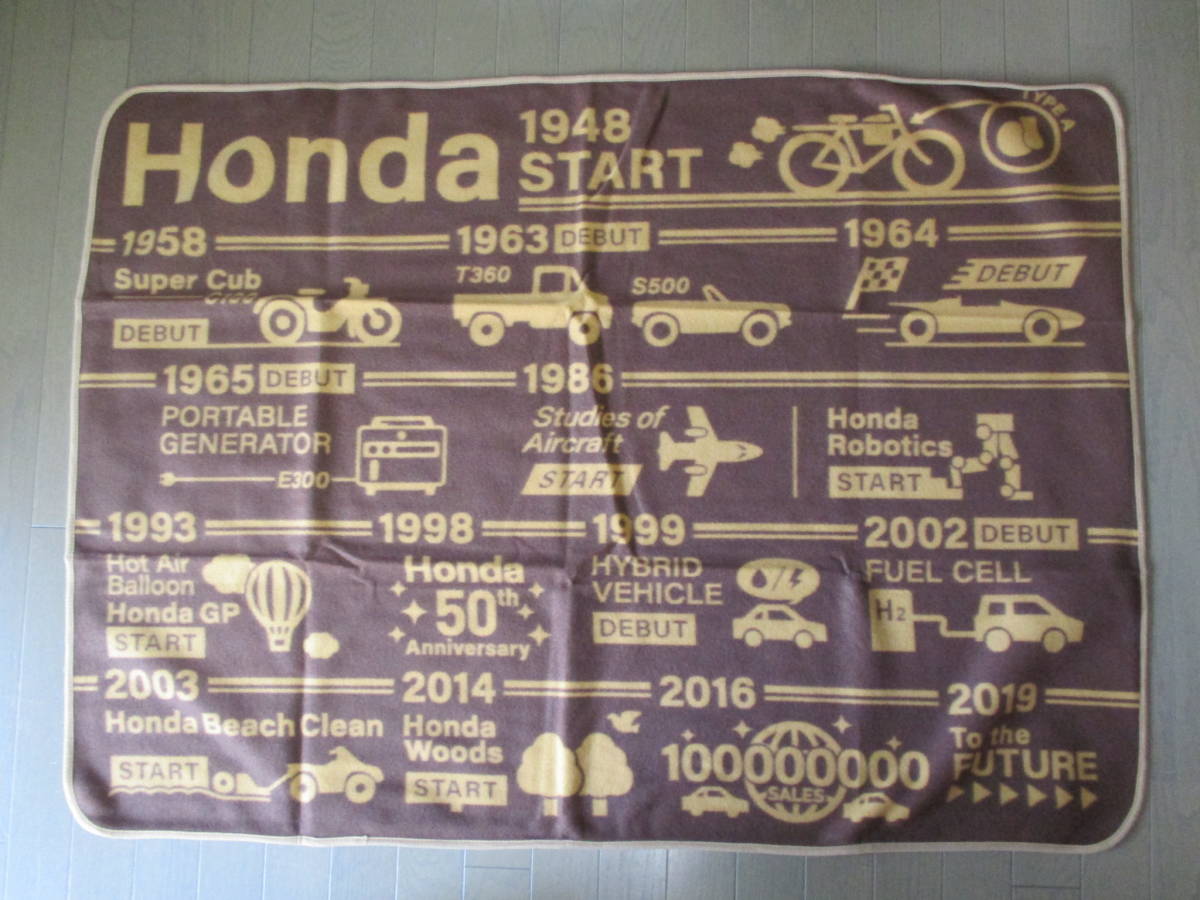 Honda
1948
START
TYPE A
1958
Super Cub
C100
DEBUT
1963 DEBUT
T360
S500
1964
DEBUT
1965 DEBUT
PORTABLE
GENERATOR
E300
1986
Studies of
Aircraft
START
Honda
Robotics
START
1993
Hot Air
Balloon
Honda GP
START
1998
Honda
50th
Anniversary
1999
HYBRID
VEHICLE
DEBUT
2002 DEBUT
FUEL CELL
H2
2003
Honda Beach Clean
START
2014
Honda
Woods
START
2016
100000000
SALES
2019
To the
FUTURE